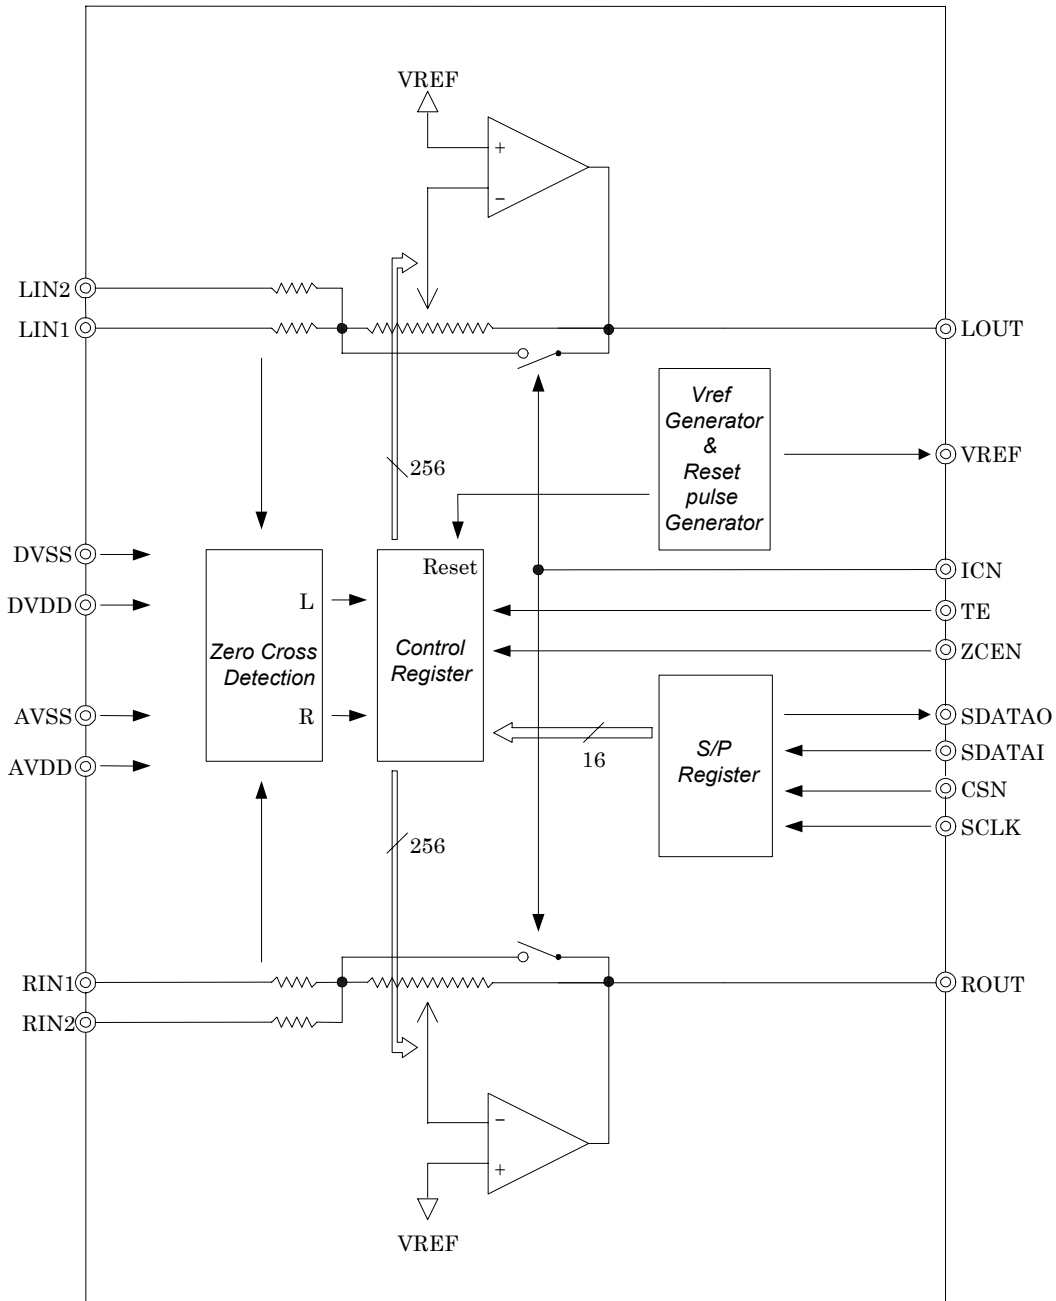 VREF
+
−
LIN2
LIN1
LOUT
Vref
Generator
&
Reset
pulse
Generator
VREF
256
DVSS
DVDD
AVSS
AVDD
L
Zero Cross
Detection
R
Reset
Control
Register
ICN
TE
ZCEN
16
S/P
Register
SDATAO
SDATAI
CSN
SCLK
256
RIN1
RIN2
ROUT
−
+
VREF